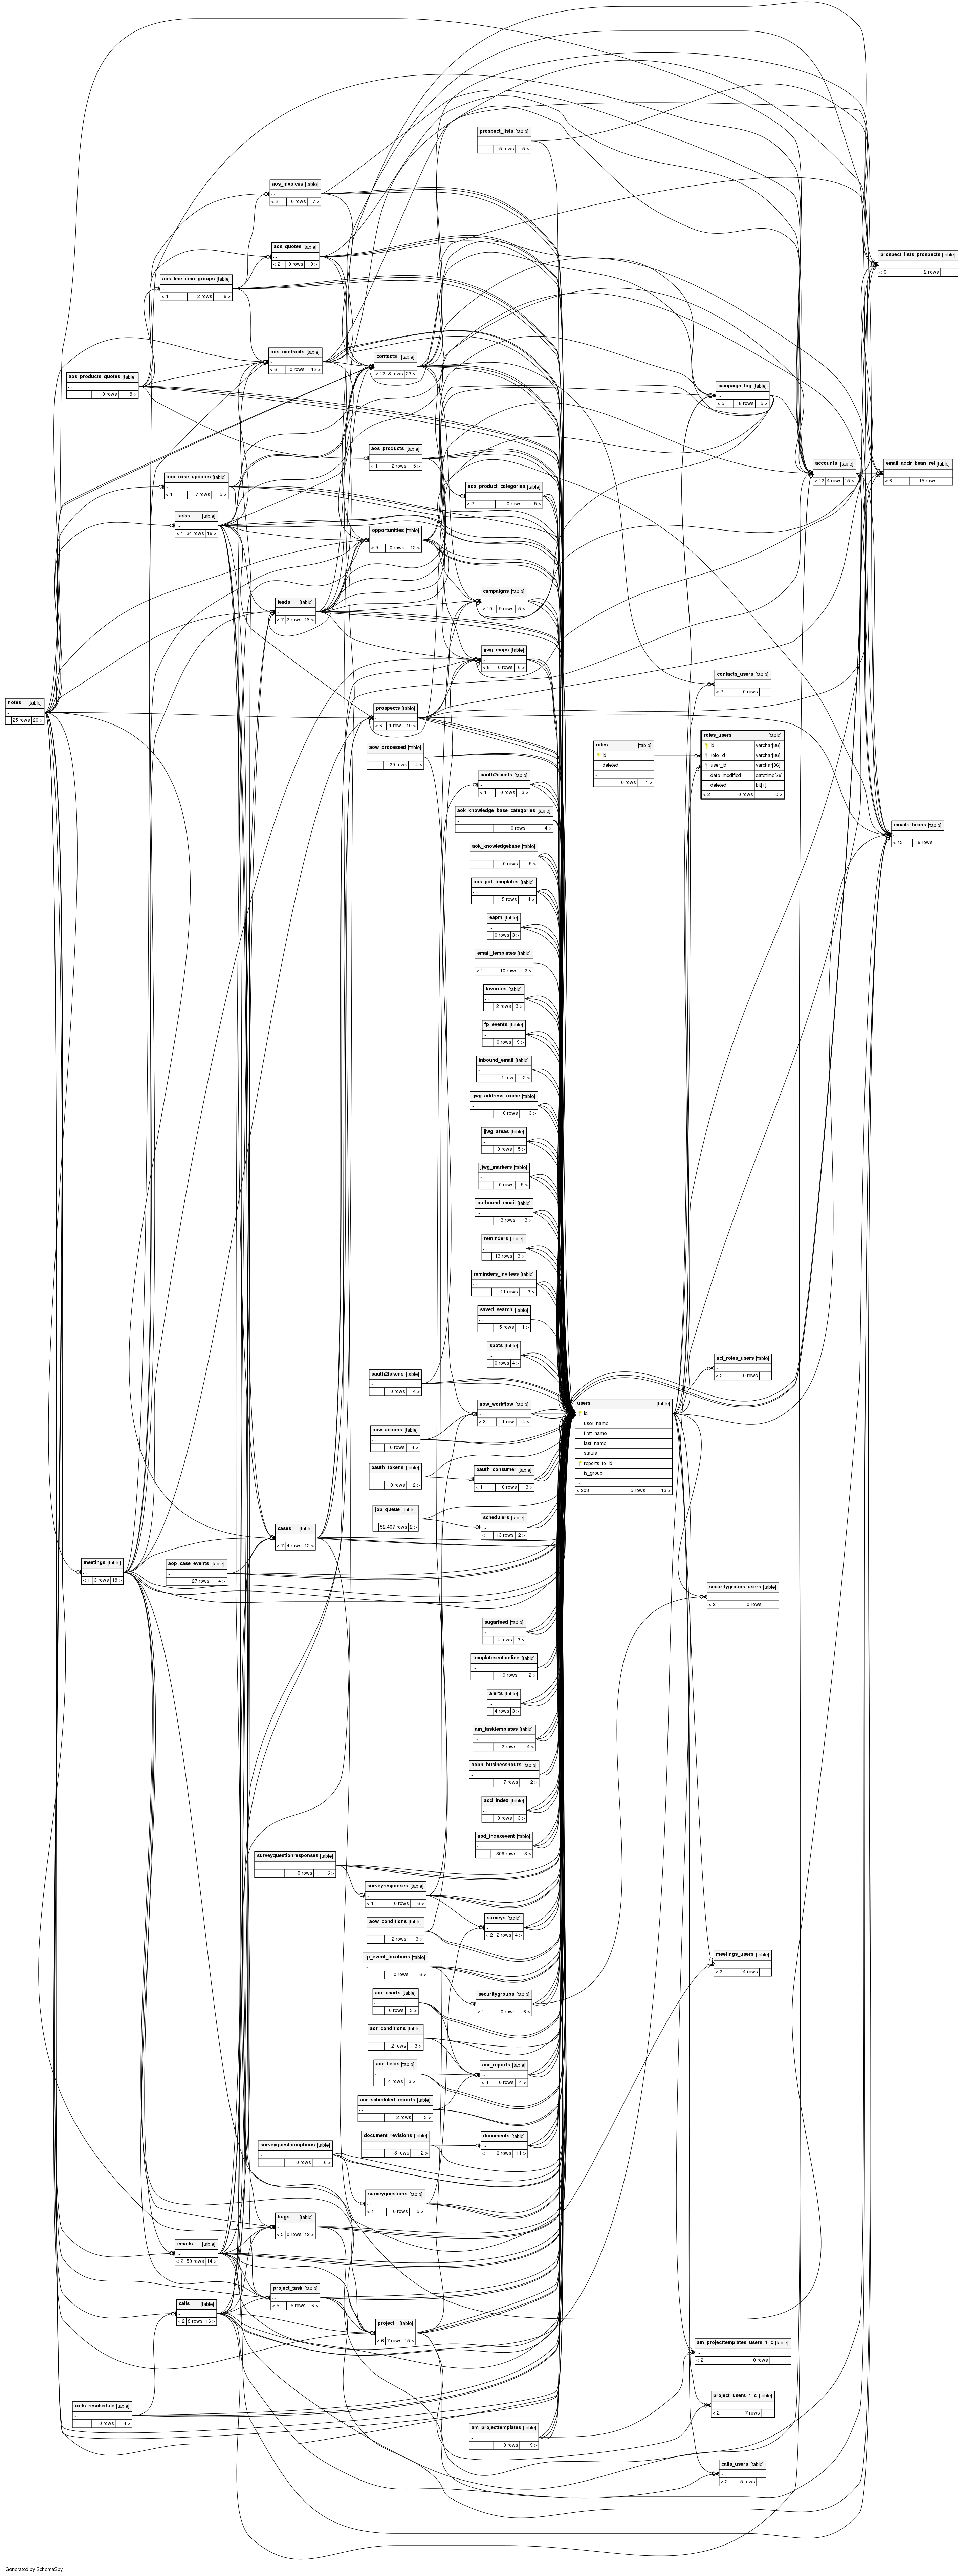 prospect_lists [table]
...
5 rows 5 >
aos_invoices [table]
...
< 2 0 rows 7 >
aos_quotes [table]
...
< 2 0 rows 10 >
prospect_lists_prospects [table]
...
< 6 2 rows
aos_line_item_groups [table]
...
< 1 2 rows 6 >
aos_contracts [table]
...
< 6 0 rows 12 >
contacts [table]
...
< 12 8 rows 23 >
aos_products_quotes [table]
...
0 rows 8 >
campaign_log [table]
...
< 5 8 rows 5 >
aos_products [table]
...
< 1 2 rows 5 >
accounts [table]
...
< 12 4 rows 15 >
email_addr_bean_rel [table]
...
< 6 15 rows
aop_case_updates [table]
...
< 1 7 rows 5 >
aos_product_categories [table]
...
< 2 0 rows 5 >
tasks [table]
...
< 1 34 rows 16 >
opportunities [table]
...
< 9 0 rows 12 >
campaigns [table]
...
< 10 9 rows 5 >
leads [table]
...
< 7 2 rows 18 >
jjwg_maps [table]
...
< 8 0 rows 6 >
contacts_users [table]
...
< 2 0 rows
notes [table]
...
25 rows 20 >
prospects [table]
...
< 6 1 row 10 >
roles_users [table]
id varchar[36]
role_id varchar[36]
user_id varchar[36]
date_modified datetime[26]
deleted bit[1]
< 2 0 rows 0 >
roles [table]
id
deleted
...
0 rows 1 >
aow_processed [table]
...
29 rows 4 >
oauth2clients [table]
...
< 1 0 rows 3 >
aok_knowledge_base_categories [table]
...
0 rows 4 >
emails_beans [table]
...
< 13 6 rows
aok_knowledgebase [table]
...
0 rows 5 >
aos_pdf_templates [table]
...
5 rows 4 >
eapm [table]
...
0 rows 3 >
email_templates [table]
...
< 1 10 rows 2 >
favorites [table]
...
2 rows 3 >
fp_events [table]
...
0 rows 9 >
inbound_email [table]
...
1 row 2 >
jjwg_address_cache [table]
...
0 rows 3 >
jjwg_areas [table]
...
0 rows 5 >
jjwg_markers [table]
...
0 rows 5 >
outbound_email [table]
...
3 rows 3 >
reminders [table]
...
13 rows 3 >
reminders_invitees [table]
...
11 rows 3 >
saved_search [table]
...
5 rows 1 >
spots [table]
...
0 rows 4 >
acl_roles_users [table]
...
< 2 0 rows
oauth2tokens [table]
...
0 rows 4 >
aow_workflow [table]
...
< 3 1 row 4 >
users [table]
id
user_name
first_name
last_name
status
reports_to_id
is_group
...
< 203 5 rows 13 >
aow_actions [table]
...
0 rows 4 >
oauth_tokens [table]
...
0 rows 2 >
oauth_consumer [table]
...
< 1 0 rows 3 >
job_queue [table]
...
52,407 rows 2 >
schedulers [table]
...
< 1 13 rows 2 >
cases [table]
...
< 7 4 rows 12 >
meetings [table]
...
< 1 3 rows 18 >
aop_case_events [table]
...
27 rows 4 >
securitygroups_users [table]
...
< 2 0 rows
sugarfeed [table]
...
4 rows 3 >
templatesectionline [table]
...
9 rows 2 >
alerts [table]
...
4 rows 3 >
am_tasktemplates [table]
...
2 rows 4 >
aobh_businesshours [table]
...
7 rows 2 >
aod_index [table]
...
0 rows 3 >
aod_indexevent [table]
...
309 rows 3 >
surveyquestionresponses [table]
...
0 rows 6 >
surveyresponses [table]
...
< 1 0 rows 6 >
surveys [table]
...
< 2 2 rows 4 >
aow_conditions [table]
...
2 rows 3 >
meetings_users [table]
...
< 2 4 rows
fp_event_locations [table]
...
0 rows 6 >
securitygroups [table]
...
< 1 0 rows 6 >
aor_charts [table]
...
0 rows 3 >
aor_conditions [table]
...
2 rows 3 >
aor_fields [table]
...
4 rows 3 >
aor_reports [table]
...
< 4 0 rows 4 >
aor_scheduled_reports [table]
...
2 rows 3 >
document_revisions [table]
...
3 rows 2 >
documents [table]
...
< 1 0 rows 11 >
surveyquestionoptions [table]
...
0 rows 6 >
surveyquestions [table]
...
< 1 0 rows 5 >
bugs [table]
...
< 5 0 rows 12 >
emails [table]
...
< 2 50 rows 14 >
project_task [table]
...
< 5 6 rows 6 >
calls [table]
...
< 2 8 rows 16 >
project [table]
...
< 6 7 rows 15 >
am_projecttemplates_users_1_c [table]
...
< 2 0 rows
project_users_1_c [table]
...
< 2 7 rows
calls_reschedule [table]
...
0 rows 4 >
am_projecttemplates [table]
...
0 rows 9 >
calls_users [table]
...
< 2 5 rows
Generated by SchemaSpy